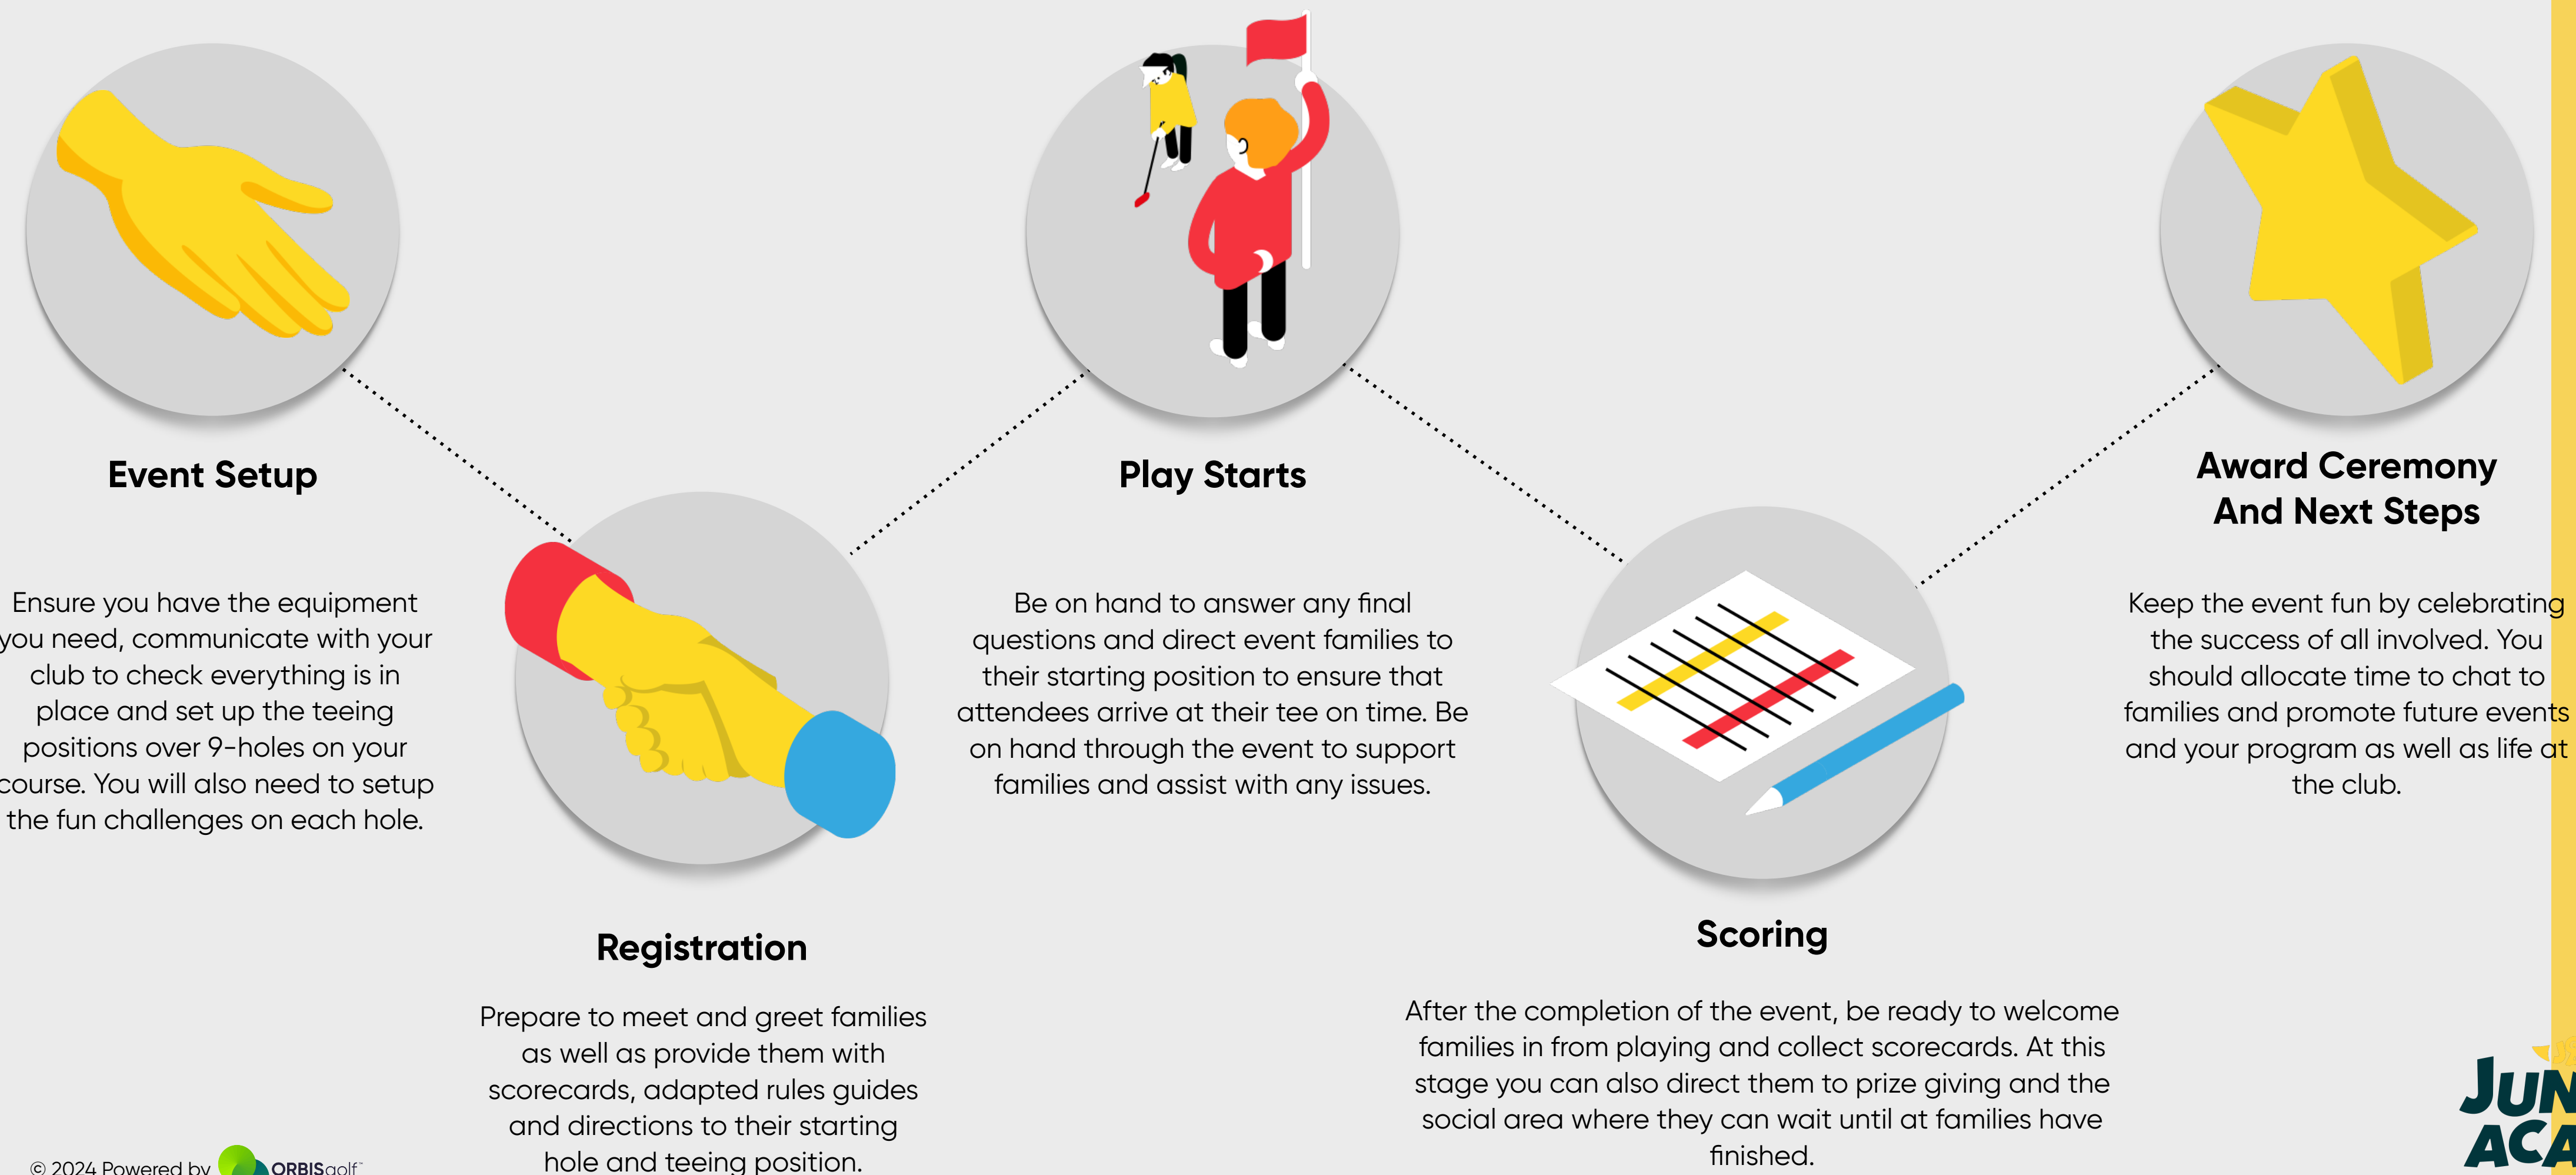 Event Setup
Ensure you have the equipment
you need, communicate with your
club to check everything is in
place and set up the teeing
positions over 9-holes on your
course. You will also need to setup
the fun challenges on each hole.
Registration
Prepare to meet and greet families
as well as provide them with
scorecards, adapted rules guides
and directions to their starting
hole and teeing position.
Play Starts
Be on hand to answer any final
questions and direct event families to
their starting position to ensure that
attendees arrive at their tee on time. Be
on hand through the event to support
families and assist with any issues.
Scoring
After the completion of the event, be ready to welcome
families in from playing and collect scorecards. At this
stage you can also direct them to prize giving and the
social area where they can wait until at families have
finished.
Award Ceremony
And Next Steps
Keep the event fun by celebrating
the success of all involved. You
should allocate time to chat to
families and promote future events
and your program as well as life at
the club.
© 2024 Powered by ORBISgolf™